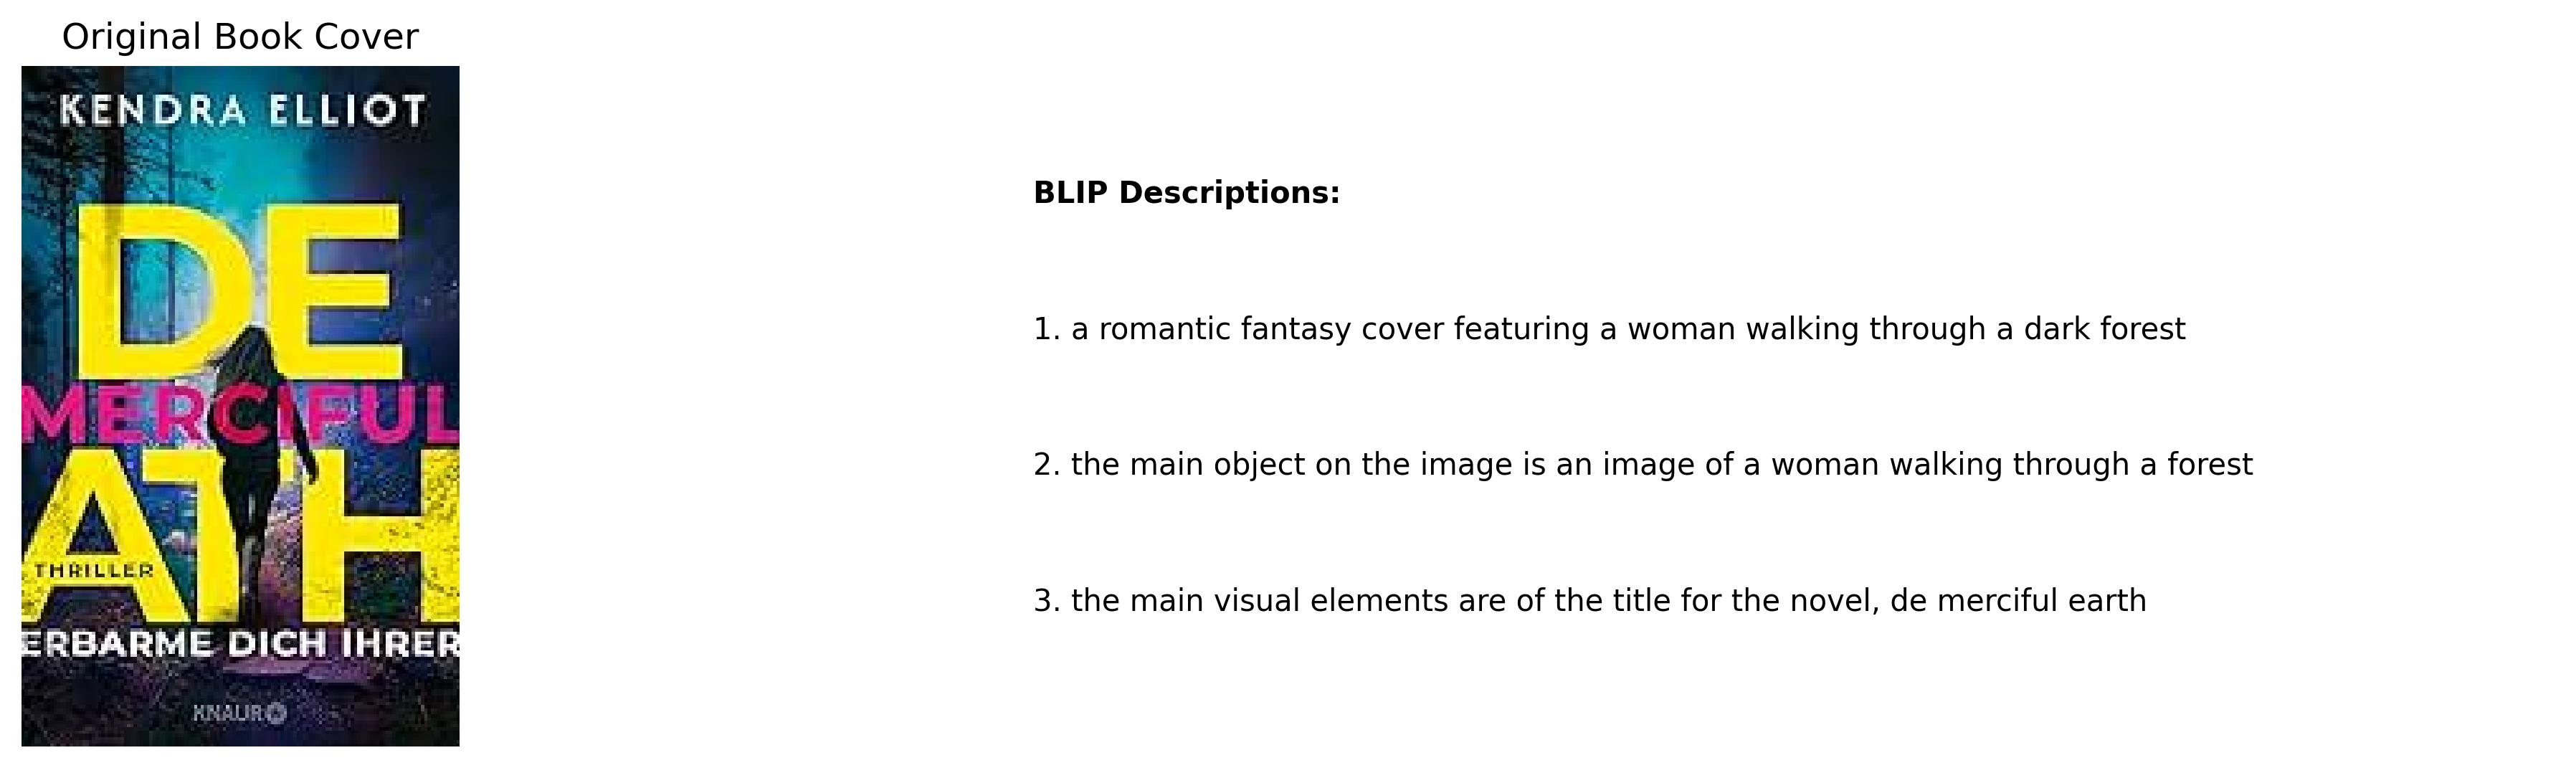 Original Book Cover
KENDRA ELLIOT
DE
MERCIFUL
ATH
THRILLER
ERBARME DICH IHRER
KNAUR
BLIP Descriptions:
1. a romantic fantasy cover featuring a woman walking through a dark forest
2. the main object on the image is an image of a woman walking through a forest
3. the main visual elements are of the title for the novel, de merciful earth